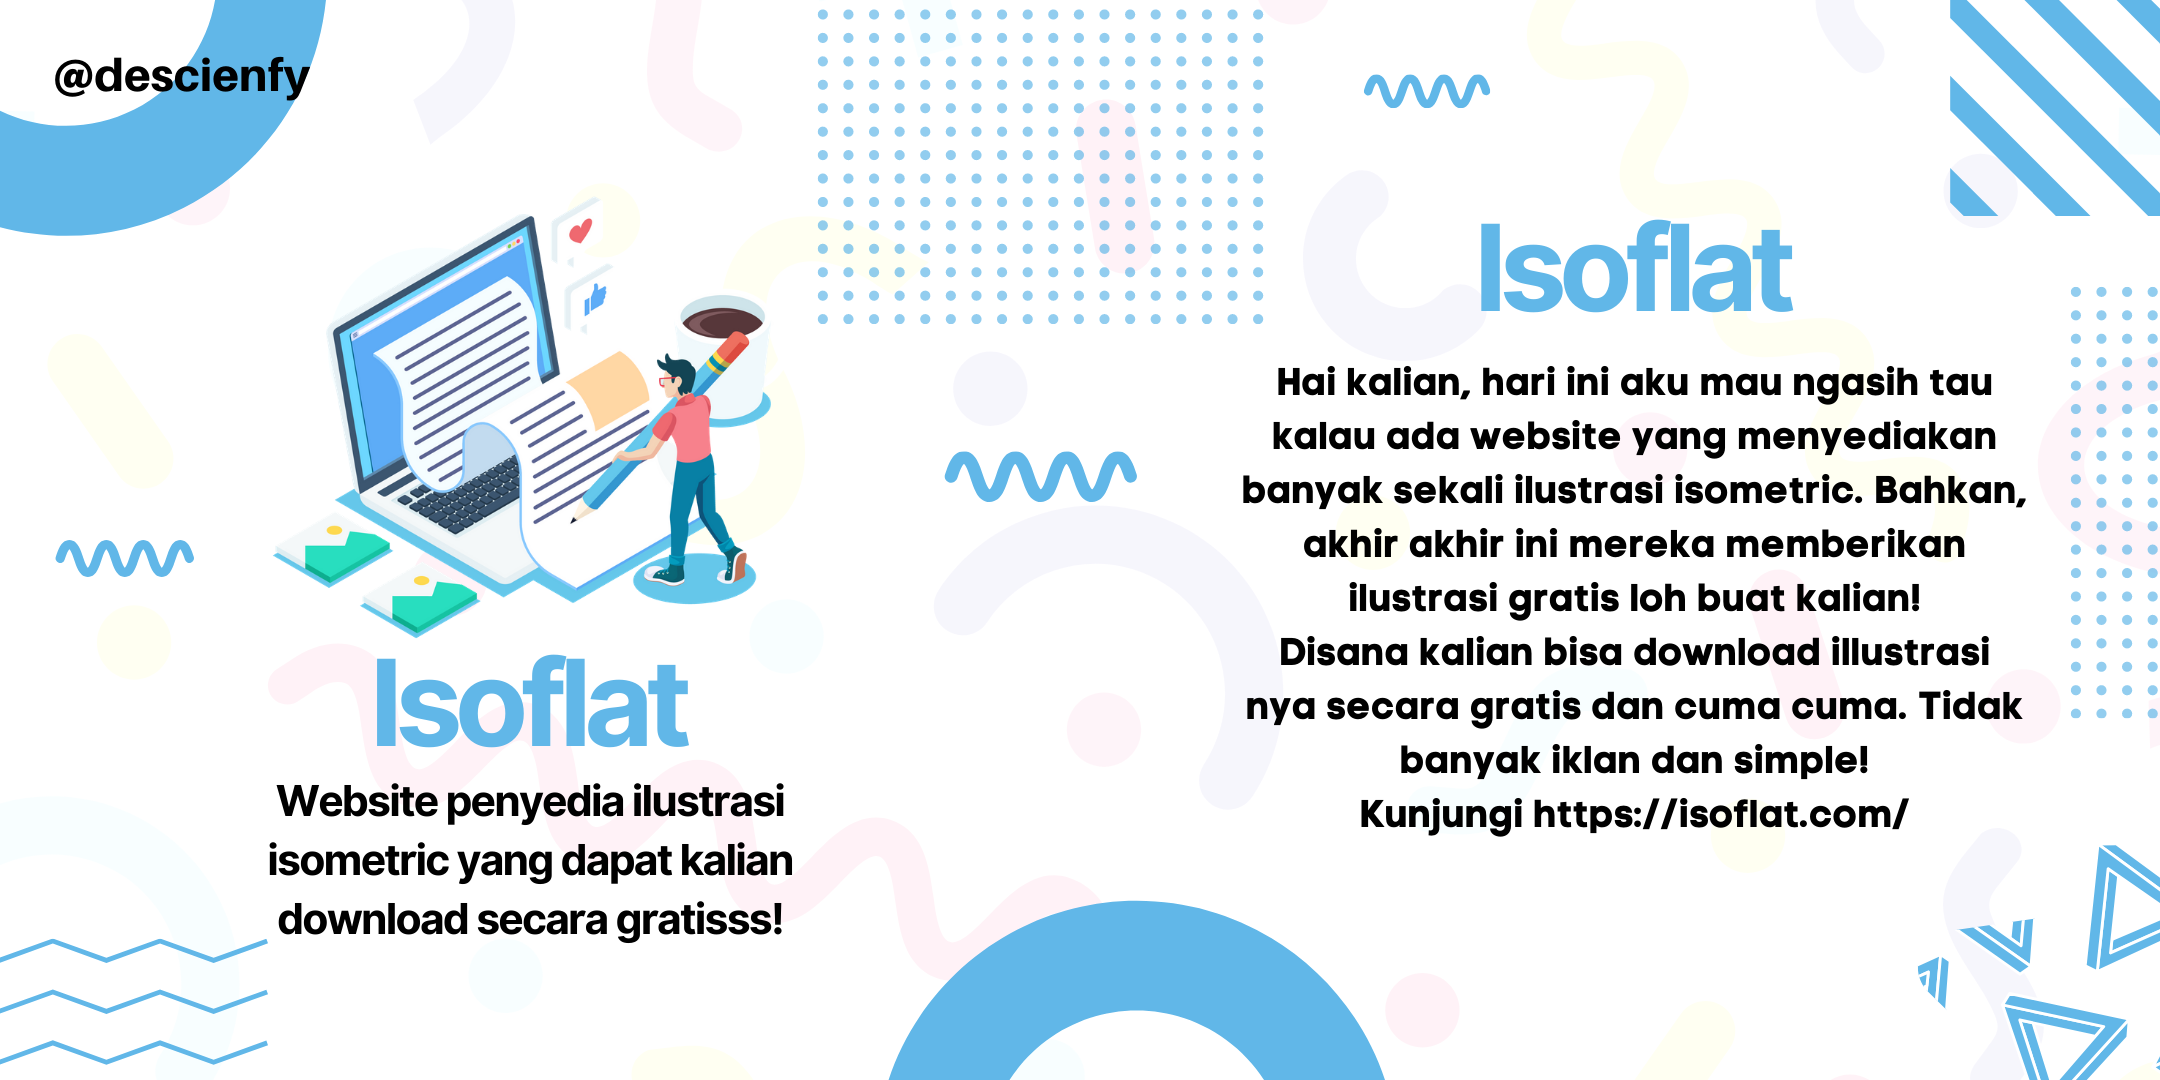 @descienfy
Isoflat
Website penyedia ilustrasi
isometric yang dapat kalian
download secara gratisss!
Isoflat
Hai kalian, hari ini aku mau ngasih tau
kalau ada website yang menyediakan
banyak sekali ilustrasi isometric. Bahkan,
akhir akhir ini mereka memberikan
ilustrasi gratis loh buat kalian!
Disana kalian bisa download illustrasi
nya secara gratis dan cuma cuma. Tidak
banyak iklan dan simple!
Kunjungi https://isoflat.com/